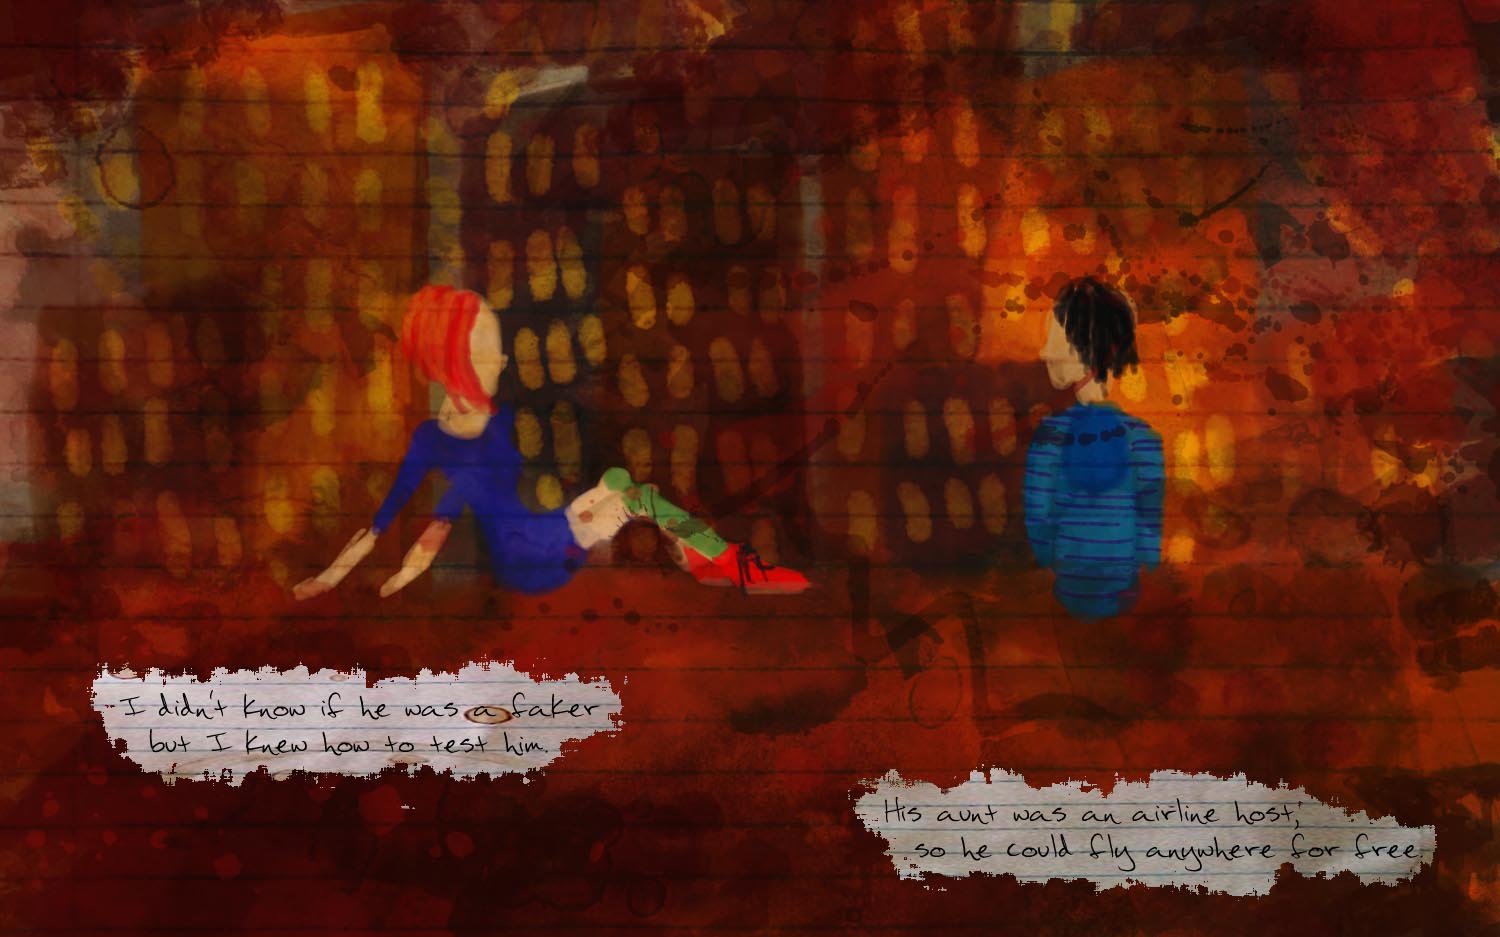 I didn't know if he was a faker
but I knew how to test him.
His aunt was an airline host,
so he could fly anywhere for free.